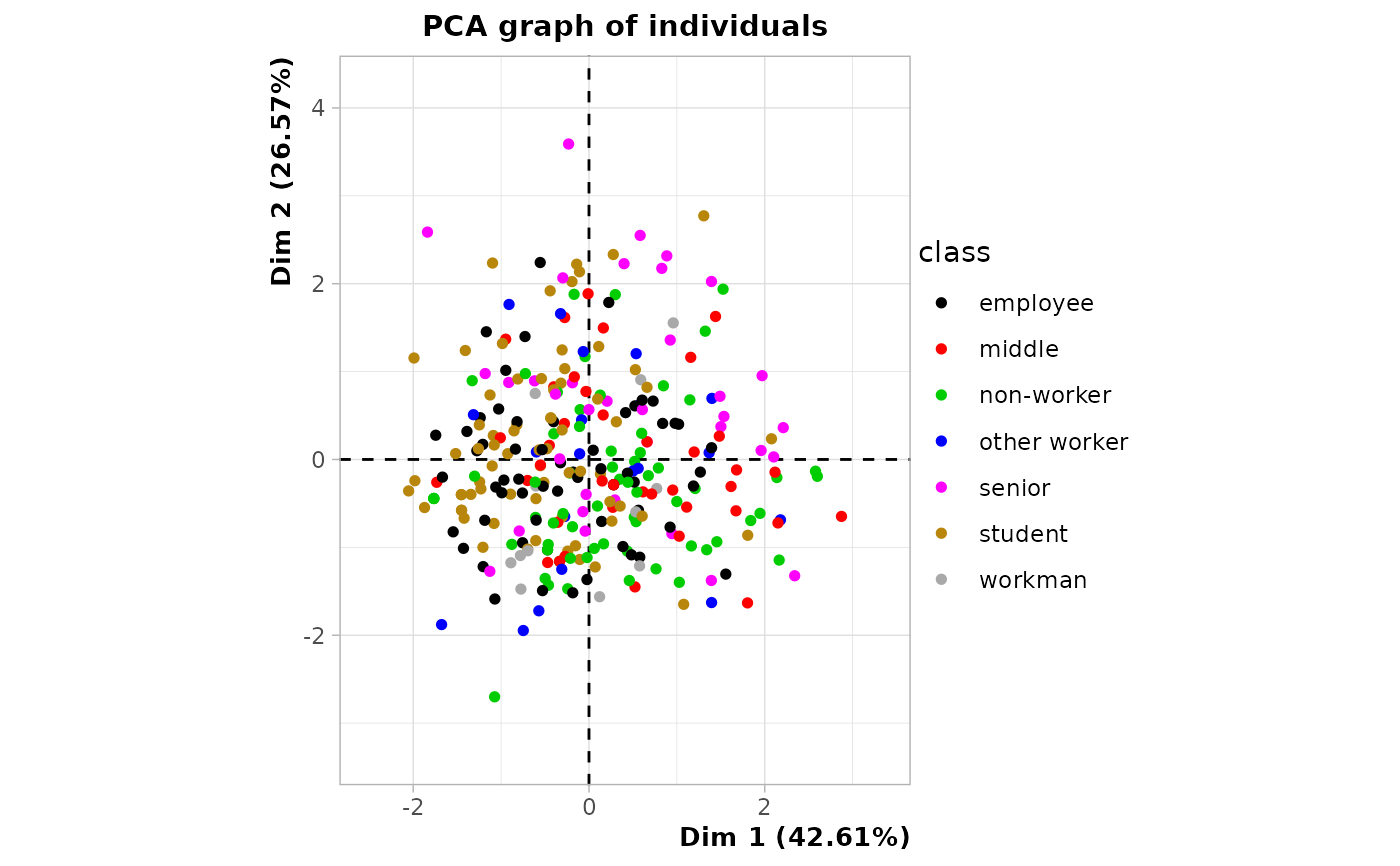 PCA graph of individuals
Dim 2 (26.57%)
4
2
0
-2
-2
0
2
Dim 1 (42.61%)
class
employee
middle
non-worker
other worker
senior
student
workman